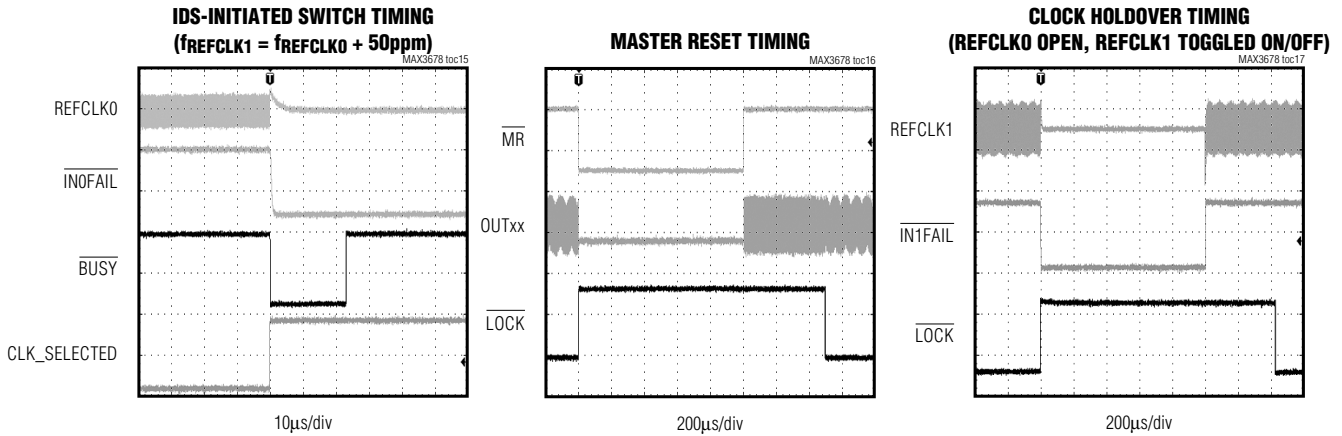 IDS-INITIATED SWITCH TIMING
(fREFCLK1 = fREFCLK0 + 50ppm)
MAX3678 toc15
T
REFCLK0
IN0FAIL
BUSY
CLK_SELECTED
10μs/div
MASTER RESET TIMING
MAX3678 toc16
T
MR
OUTxx
LOCK
200μs/div
CLOCK HOLDOVER TIMING
(REFCLK0 OPEN, REFCLK1 TOGGLED ON/OFF)
MAX3678 toc17
T
REFCLK1
IN1FAIL
LOCK
200μs/div